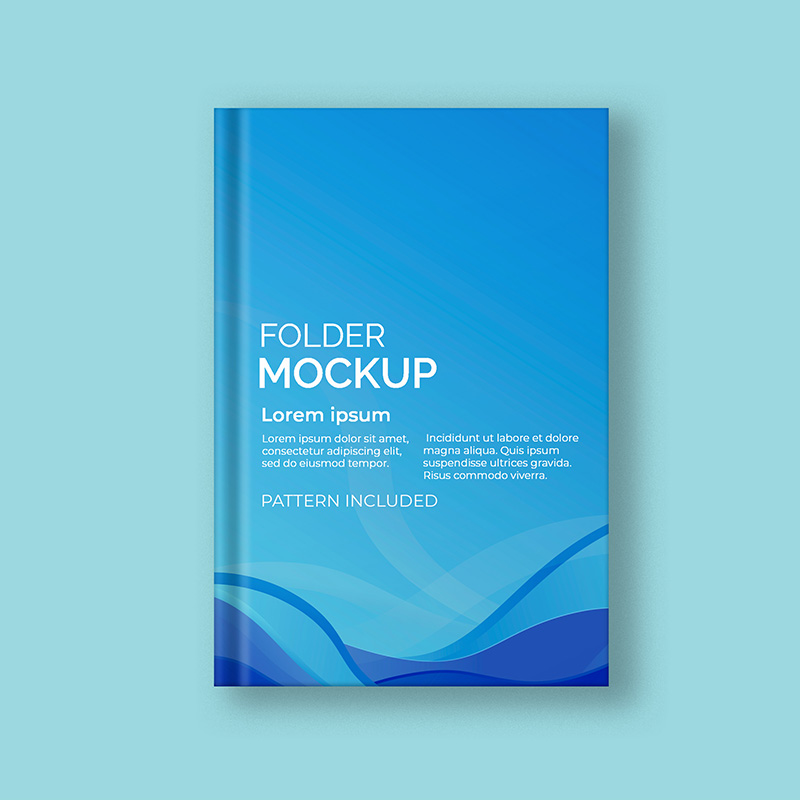 FOLDER
MOCKUP
Lorem ipsum
Lorem ipsum dolor sit amet,
consectetur adipiscing elit,
sed do eiusmod tempor.
Incididunt ut labore et dolore
magna aliqua. Quis ipsum
suspendisse ultrices gravida.
Risus commodo viverra.
PATTERN INCLUDED